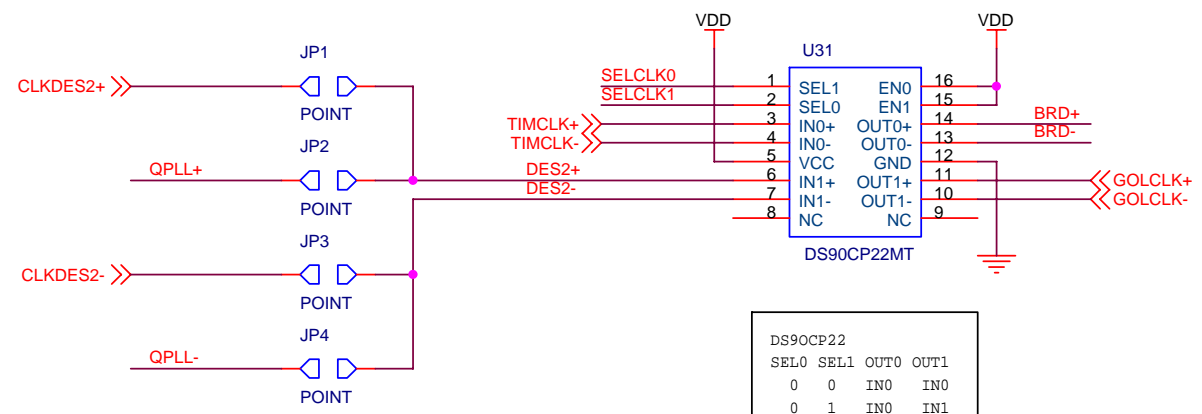 VDD
VDD
JP1
U31
CLKDES2+
POINT
SELCLK0
1
SEL1
EN0
16
SELCLK1
2
SEL0
EN1
15
TIMCLK+
3
IN0+
OUT0+
14
BRD+
TIMCLK-
4
IN0-
OUT0-
13
BRD-
JP2
5
VCC
GND
12
QPLL+
POINT
DES2+
6
IN1+
OUT1+
11
GOLCLK+
DES2-
7
IN1-
OUT1-
10
GOLCLK-
8
NC
NC
9
JP3
DS90CP22MT
CLKDES2-
POINT
JP4
QPLL-
POINT
DS9OCP22
SEL0 SEL1 OUT0 OUT1
0 0 IN0 IN0
0 1 IN0 IN1